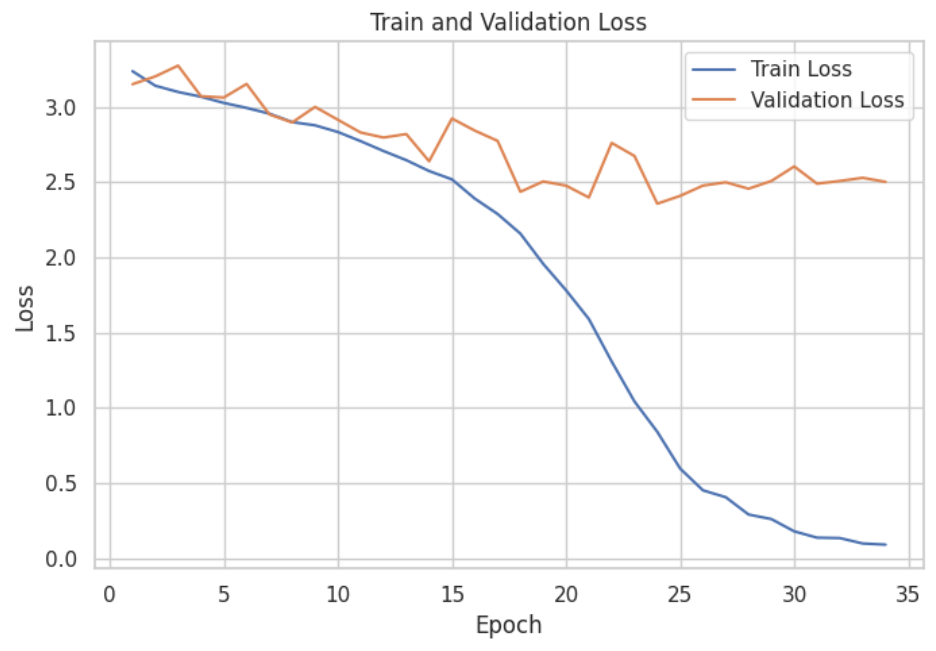 Train and Validation Loss
Train Loss
Validation Loss
3.0
2.5
2.0
1.5
1.0
0.5
0.0
Loss
0 5 10 15 20 25 30 35
Epoch